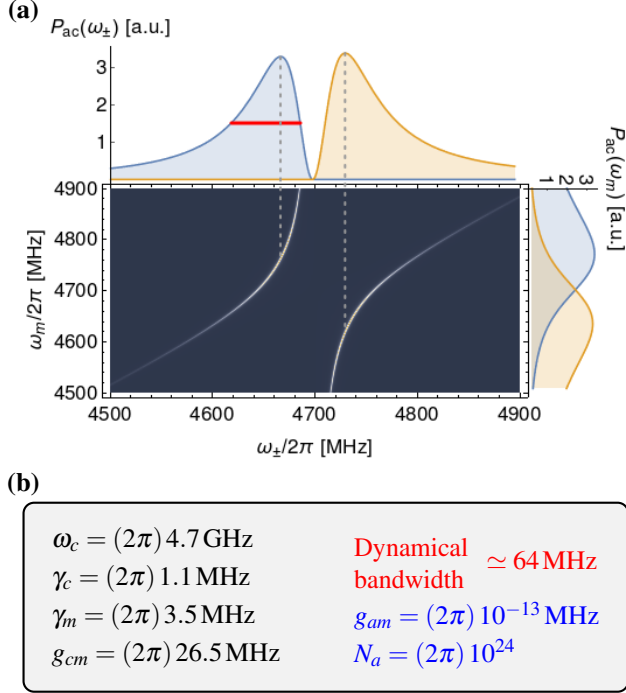 (a)
P_ac(ω_±) [a.u.]
3
2
1
P_ac(ω_m) [a.u.]
1 2 3
4900
4800
4700
4600
4500
ω_m/2π [MHz]
4500 4600 4700 4800 4900
ω_±/2π [MHz]
(b)
ω_c = (2π) 4.7 GHz
γ_c = (2π) 1.1 MHz
γ_m = (2π) 3.5 MHz
g_cm = (2π) 26.5 MHz
Dynamical
bandwidth ≃ 64 MHz
g_am = (2π) 10^−13 MHz
N_a = (2π) 10^24